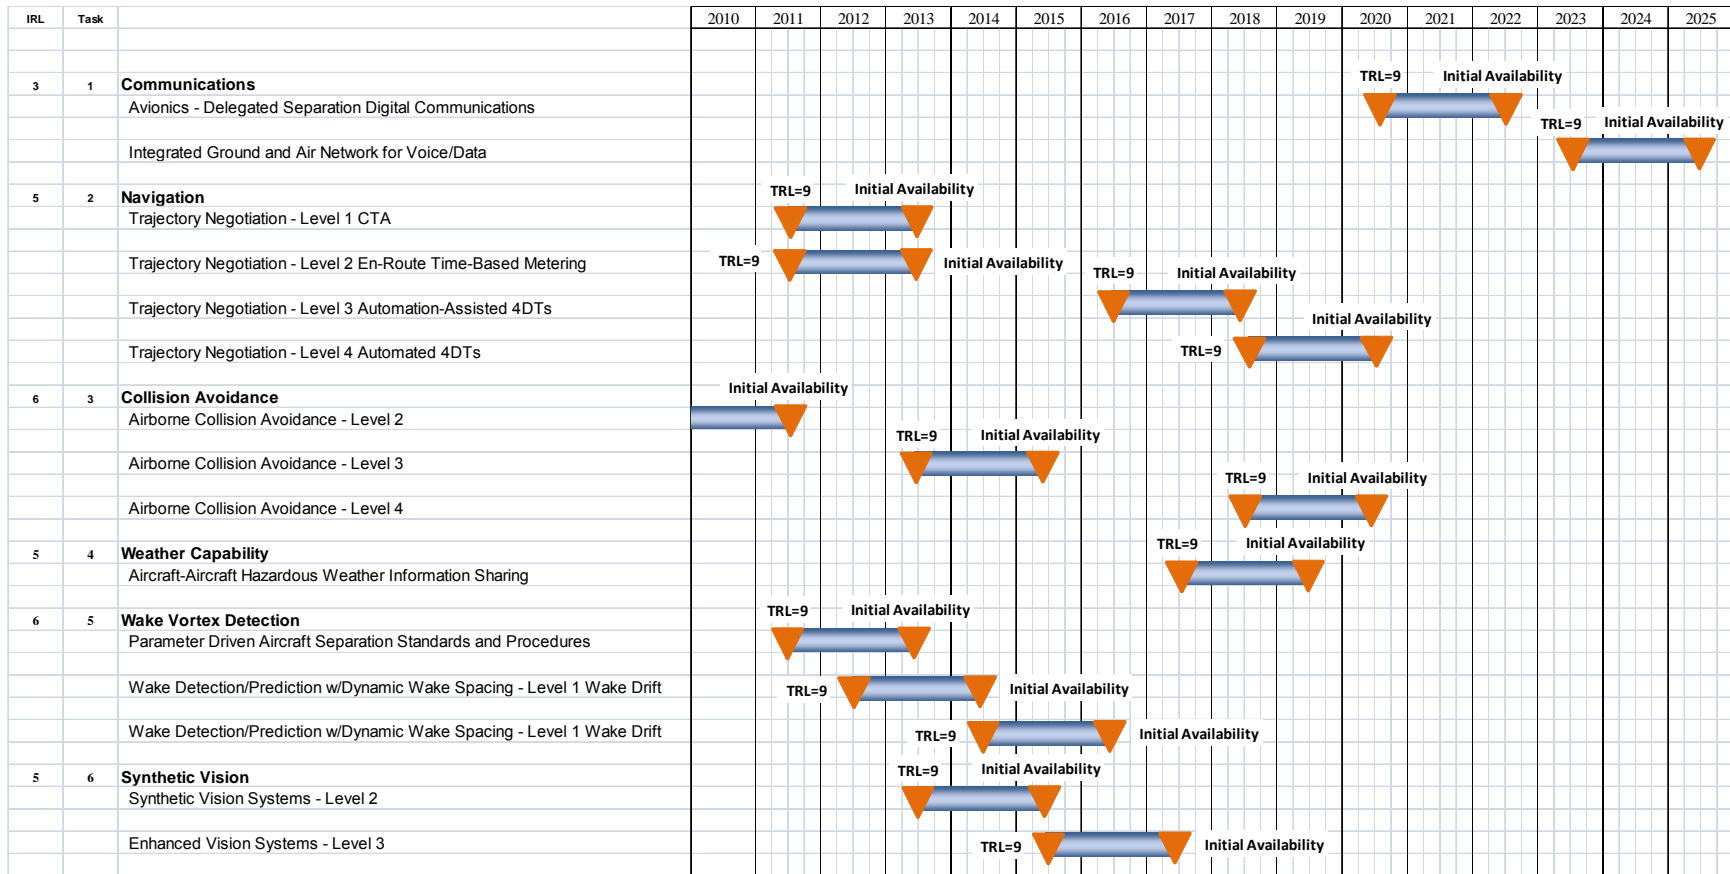 IRL Task 2010 2011 2012 2013 2014 2015 2016 2017 2018 2019 2020 2021 2022 2023 2024 2025
TRL=9 Initial Availability
3 1 Communications
Avionics - Delegated Separation Digital Communications
TRL=9 Initial Availability
Integrated Ground and Air Network for Voice/Data
TRL=9 Initial Availability
5 2 Navigation
Trajectory Negotiation - Level 1 CTA
Trajectory Negotiation - Level 2 En-Route Time-Based Metering TRL=9 Initial Availability
TRL=9 Initial Availability
Trajectory Negotiation - Level 3 Automation-Assisted 4DTs
Initial Availability
Trajectory Negotiation - Level 4 Automated 4DTs TRL=9
Initial Availability
6 3 Collision Avoidance
Airborne Collision Avoidance - Level 2
TRL=9 Initial Availability
Airborne Collision Avoidance - Level 3
TRL=9 Initial Availability
Airborne Collision Avoidance - Level 4
TRL=9 Initial Availability
5 4 Weather Capability
Aircraft-Aircraft Hazardous Weather Information Sharing
TRL=9 Initial Availability
6 5 Wake Vortex Detection
Parameter Driven Aircraft Separation Standards and Procedures
Wake Detection/Prediction w/Dynamic Wake Spacing - Level 1 Wake Drift TRL=9 Initial Availability
Wake Detection/Prediction w/Dynamic Wake Spacing - Level 1 Wake Drift TRL=9 Initial Availability
TRL=9 Initial Availability
5 6 Synthetic Vision
Synthetic Vision Systems - Level 2
Enhanced Vision Systems - Level 3 TRL=9 Initial Availability